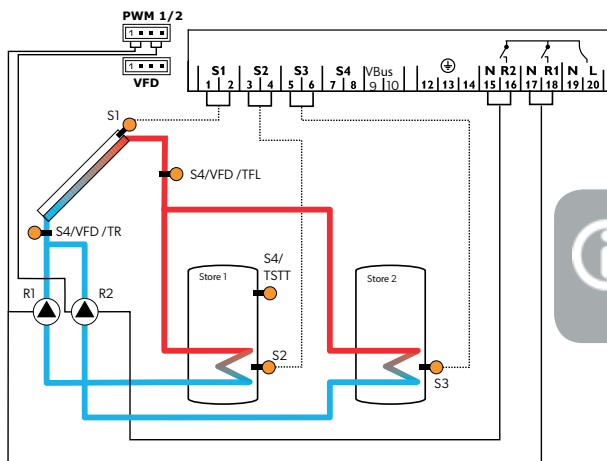 PWM 1/2
1
VFD
1
S1 S2 S3 S4 VBus N R2 N R1 N L
1 2 3 4 5 6 7 8 9 10 12 13 14 15 16 17 18 19 20
S1
S4/VFD /TFL
S4/VFD /TR
S4/
TSTT
Store 1
Store 2
R1
R2
S2
S3
i